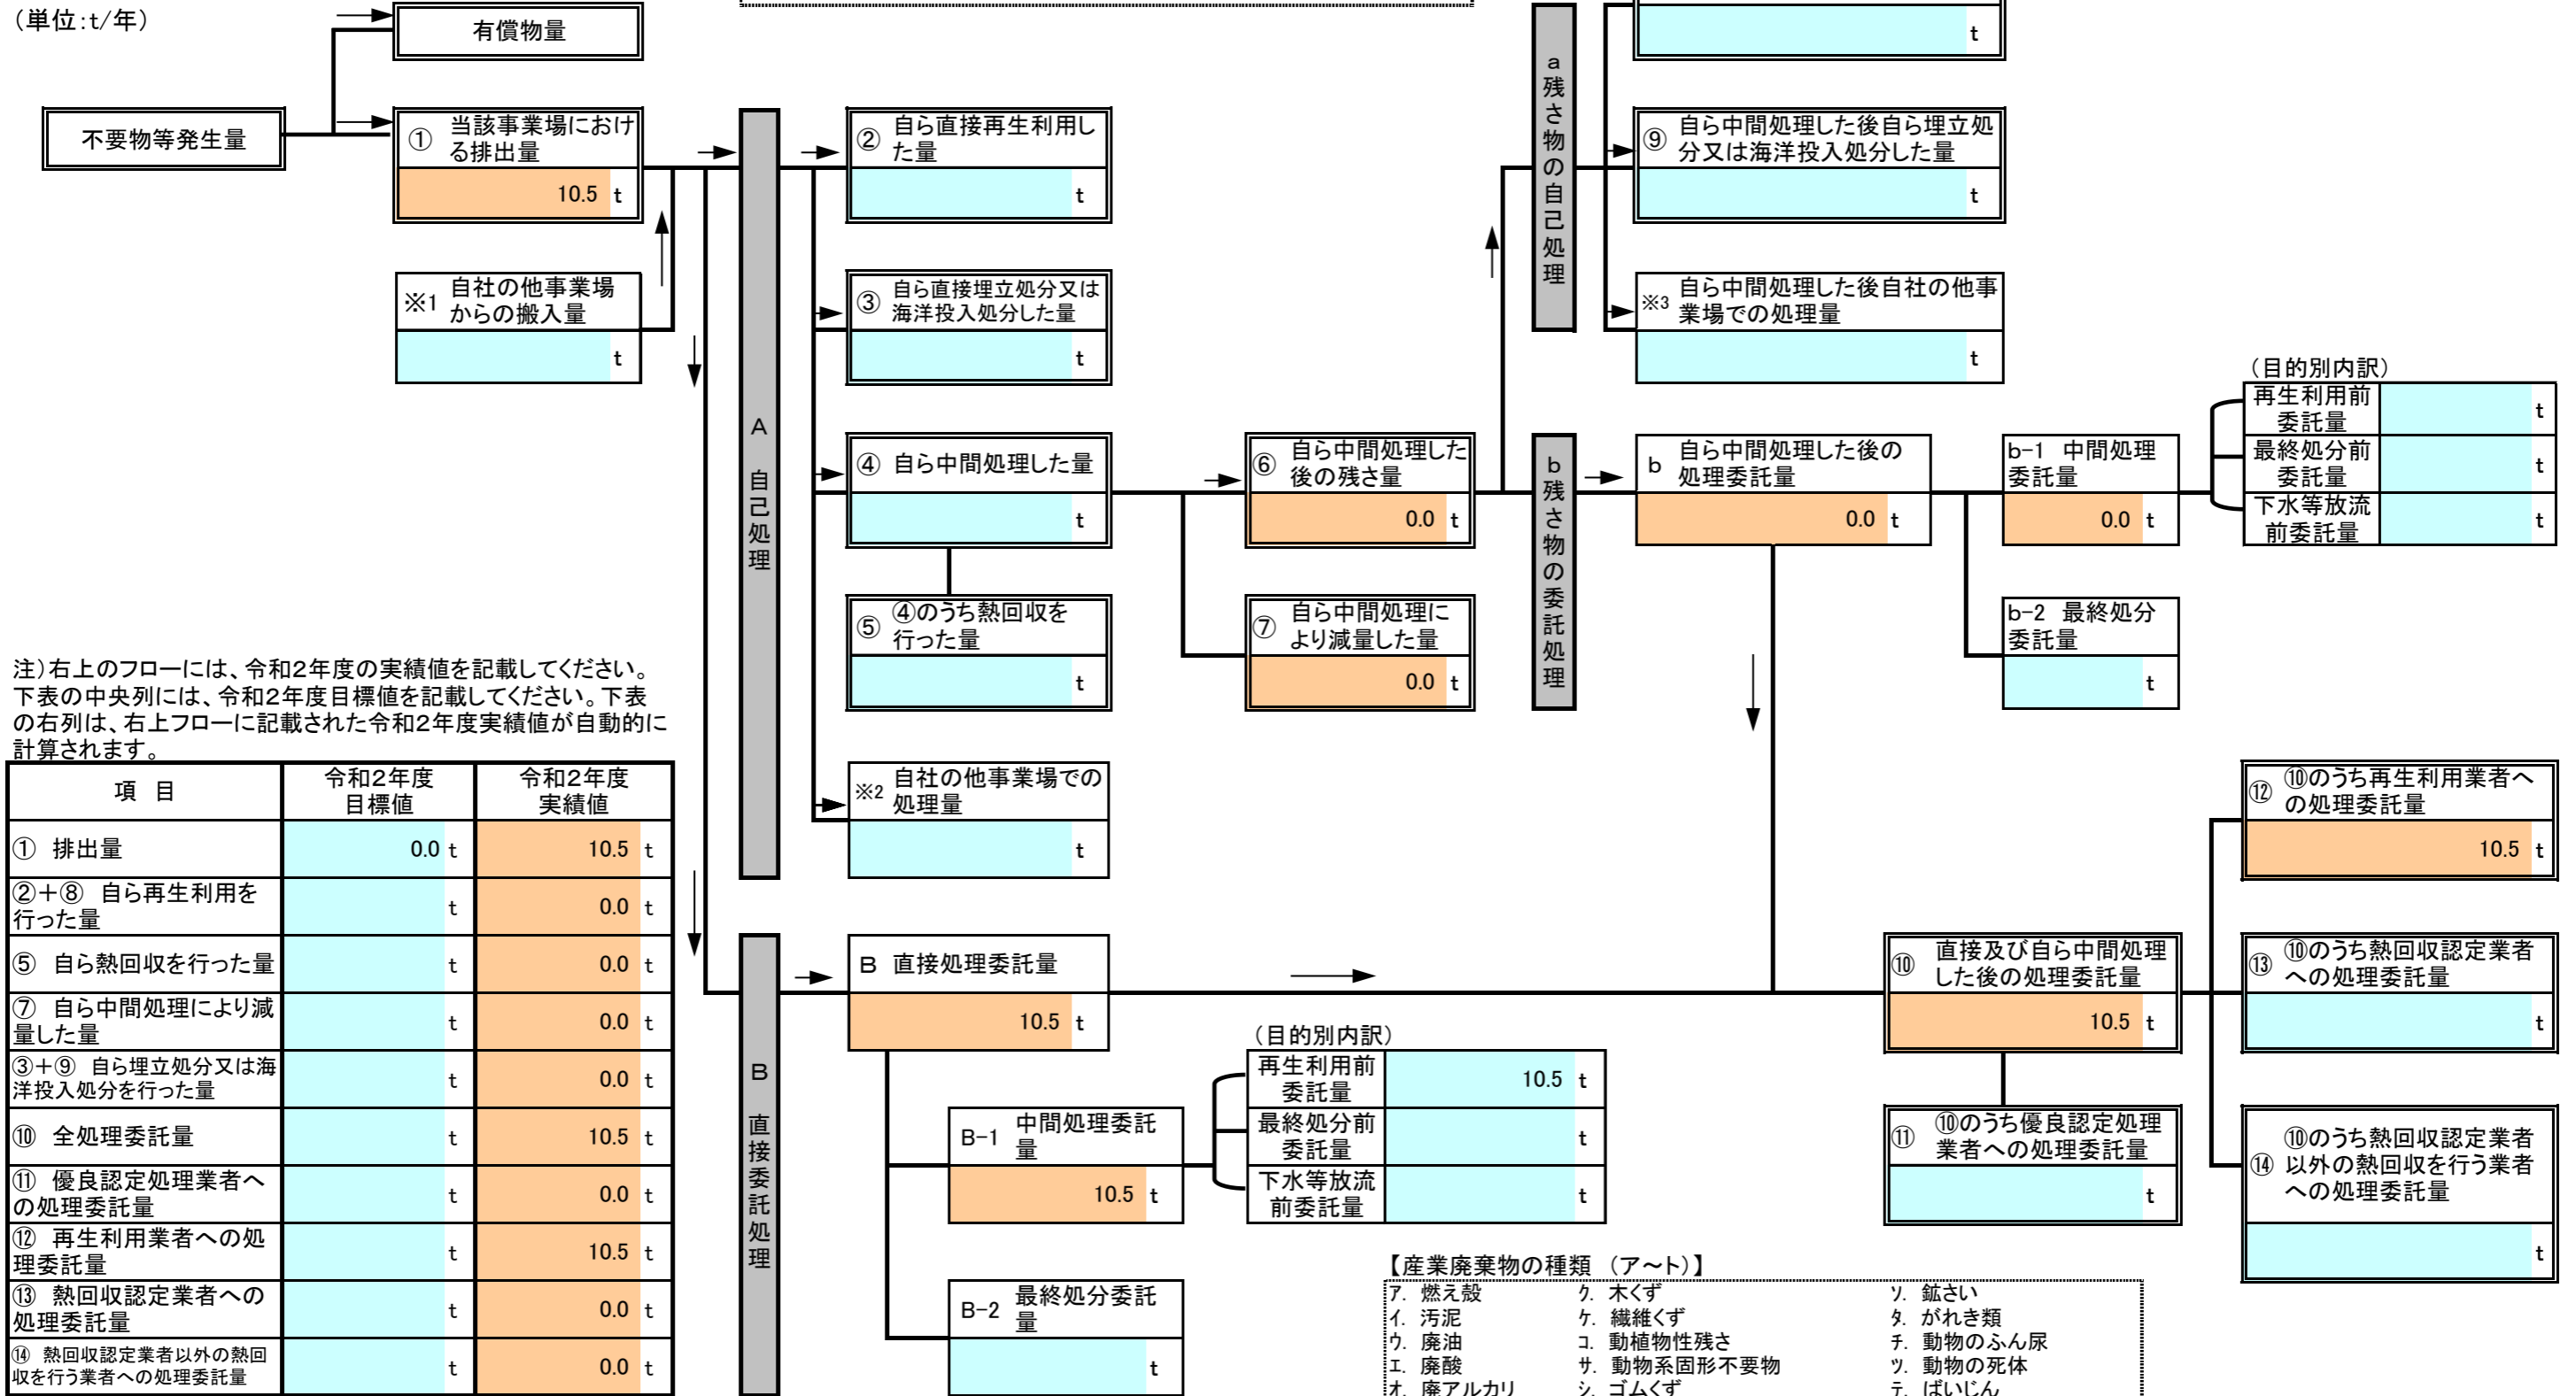 （単位:t/年）
有償物量
不要物等発生量
① 当該事業場におけ
る排出量
10.5 t
※1 自社の他事業場
からの搬入量
t
A 自己処理
② 自ら直接再生利用し
た量
t
③ 自ら直接埋立処分又は
海洋投入処分した量
t
④ 自ら中間処理した量
t
⑤ ④のうち熱回収を
行った量
t
※2 自社の他事業場での
処理量
t
⑥ 自ら中間処理した
後の残さ量
0.0 t
⑦ 自ら中間処理に
より減量した量
0.0 t
a 残さ物の自己処理
t
⑨ 自ら中間処理した後自ら埋立処
分又は海洋投入処分した量
t
※3 自ら中間処理した後自社の他事
業場での処理量
t
b 残さ物の委託処理
b 自ら中間処理した後の
処理委託量
0.0 t
b-1 中間処理
委託量
0.0 t
b-2 最終処分
委託量
t
（目的別内訳）
再生利用前
委託量
t
最終処分前
委託量
t
下水等放流
前委託量
t
注）右上のフローには、令和2年度の実績値を記載してください。
下表の中央列には、令和2年度目標値を記載してください。下表
の右列は、右上フローに記載された令和2年度実績値が自動的に
計算されます。
項 目
令和2年度
目標値
令和2年度
実績値
① 排出量 0.0 t 10.5 t
②＋⑧ 自ら再生利用を
行った量
t 0.0 t
⑤ 自ら熱回収を行った量 t 0.0 t
⑦ 自ら中間処理により減
量した量
t 0.0 t
③＋⑨ 自ら埋立処分又は海
洋投入処分を行った量
t 0.0 t
⑩ 全処理委託量 t 10.5 t
⑪ 優良認定処理業者へ
の処理委託量
t 0.0 t
⑫ 再生利用業者への処
理委託量
t 10.5 t
⑬ 熱回収認定業者への
処理委託量
t 0.0 t
⑭ 熱回収認定業者以外の熱回
収を行う業者への処理委託量
t 0.0 t
B 直接委託処理
B 直接処理委託量
10.5 t
B-1 中間処理委託
量
10.5 t
B-2 最終処分委託
量
t
（目的別内訳）
再生利用前
委託量
10.5 t
最終処分前
委託量
t
下水等放流
前委託量
t
⑩ 直接及び自ら中間処理
した後の処理委託量
10.5 t
⑪ ⑩のうち優良認定処理
業者への処理委託量
t
⑫ ⑩のうち再生利用業者へ
の処理委託量
10.5 t
⑬ ⑩のうち熱回収認定業者
への処理委託量
t
⑭ ⑩のうち熱回収認定業者
以外の熱回収を行う業者
への処理委託量
t
【産業廃棄物の種類 （ア～ト）】
ア. 燃え殻 ク. 木くず ソ. 鉱さい
イ. 汚泥 ケ. 繊維くず タ. がれき類
ウ. 廃油 コ. 動植物性残さ チ. 動物のふん尿
エ. 廃酸 サ. 動物系固形不要物 ツ. 動物の死体
オ. 廃アルカリ シ. ゴムくず テ. ばいじん